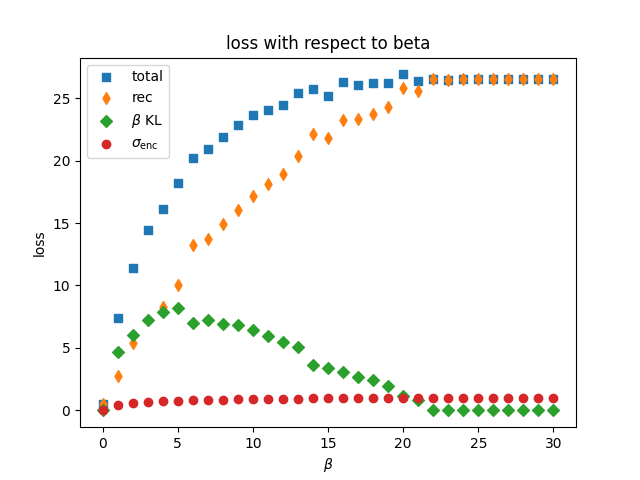 loss with respect to beta
total
rec
β KL
σ_enc
loss
25
20
15
10
5
0
0 5 10 15 20 25 30
β